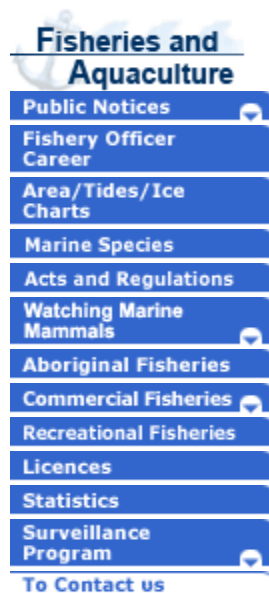 Fisheries and
Aquaculture
Public Notices
Fishery Officer
Career
Area/Tides/Ice
Charts
Marine Species
Acts and Regulations
Watching Marine
Mammals
Aboriginal Fisheries
Commercial Fisheries
Recreational Fisheries
Licences
Statistics
Surveillance
Program
To Contact us